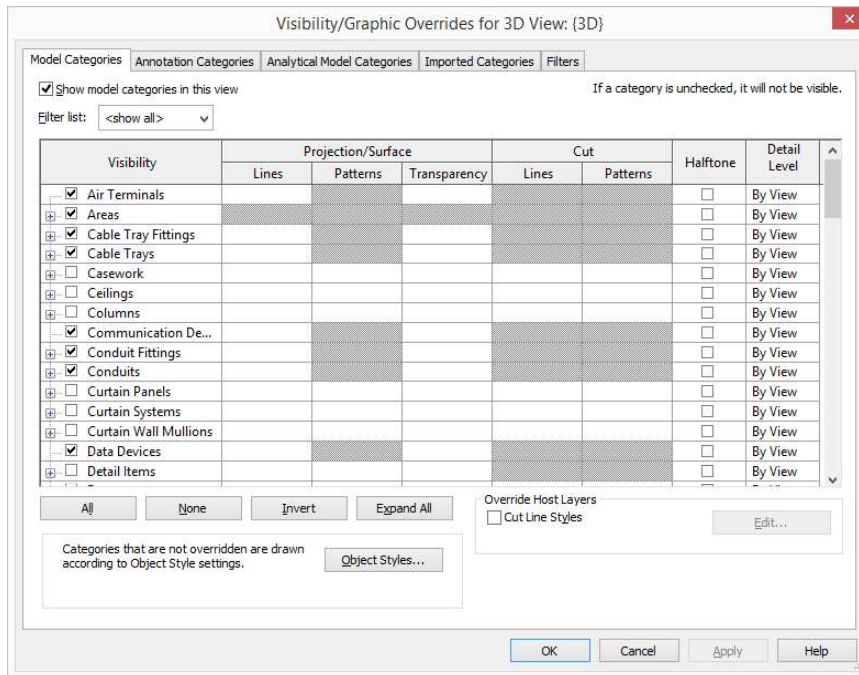 Visibility/Graphic Overrides for 3D View: {3D}
Model Categories Annotation Categories Analytical Model Categories Imported Categories Filters
Show model categories in this view If a category is unchecked, it will not be visible.
Filter list: <show all>
Visibility Projection/Surface Cut Halftone Detail Level
Lines Patterns Transparency Lines Patterns
Air Terminals By View
Areas By View
Cable Tray Fittings By View
Cable Trays By View
Casework By View
Ceilings By View
Columns By View
Communication De... By View
Conduit Fittings By View
Conduits By View
Curtain Panels By View
Curtain Systems By View
Curtain Wall Mullions By View
Data Devices By View
Detail Items By View
All None Invert Expand All Override Host Layers
Cut Line Styles Edit...
Categories that are not overridden are drawn
according to Object Style settings. Object Styles...
OK Cancel Apply Help